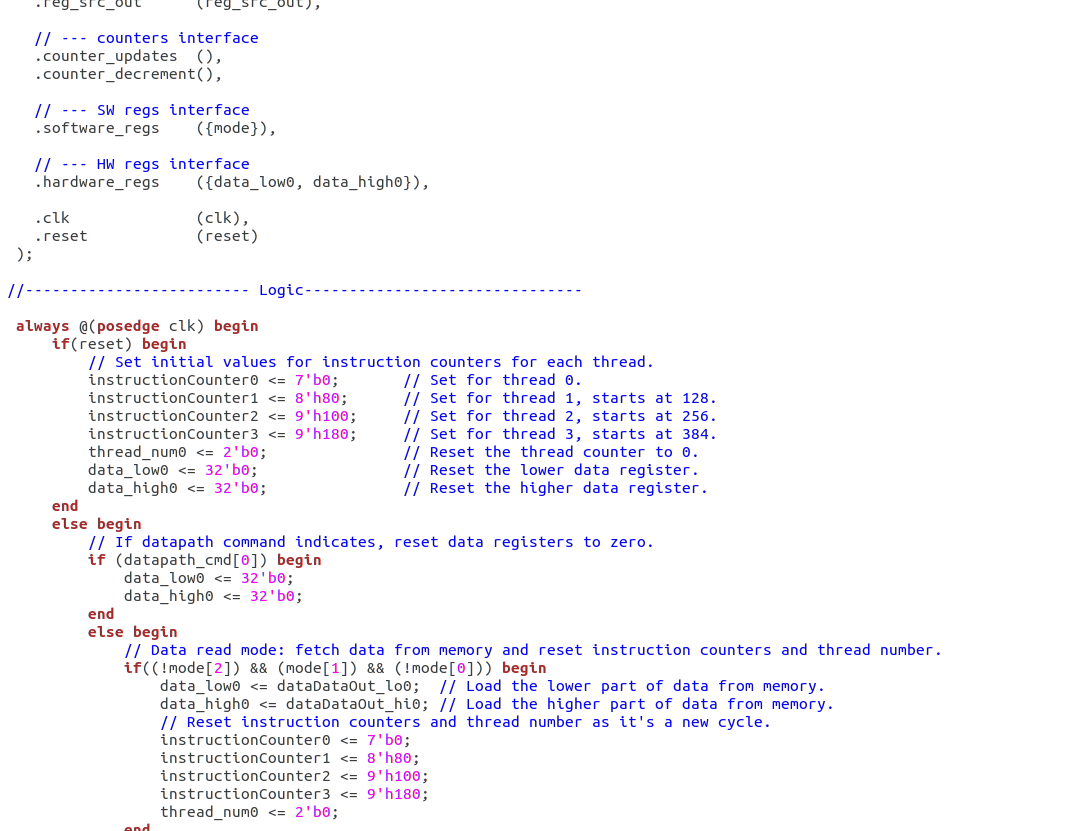 .reg_src_out      (reg_src_out),
// --- counters interface
.counter_updates  (),
.counter_decrement(),
// --- SW regs interface
.software_regs    ({mode}),
// --- HW regs interface
.hardware_regs    ({data_low0, data_high0}),
.clk              (clk),
.reset            (reset)
);
//------------------------- Logic-------------------------------
always @(posedge clk) begin
if(reset) begin
// Set initial values for instruction counters for each thread.
instructionCounter0 <= 7'b0;       // Set for thread 0.
instructionCounter1 <= 8'h80;      // Set for thread 1, starts at 128.
instructionCounter2 <= 9'h100;     // Set for thread 2, starts at 256.
instructionCounter3 <= 9'h180;     // Set for thread 3, starts at 384.
thread_num0 <= 2'b0;               // Reset the thread counter to 0.
data_low0 <= 32'b0;                // Reset the lower data register.
data_high0 <= 32'b0;               // Reset the higher data register.
end
else begin
// If datapath command indicates, reset data registers to zero.
if (datapath_cmd[0]) begin
data_low0 <= 32'b0;
data_high0 <= 32'b0;
end
else begin
// Data read mode: fetch data from memory and reset instruction counters and thread number.
if((!mode[2]) && (mode[1]) && (!mode[0])) begin
data_low0 <= dataDataOut_lo0;  // Load the lower part of data from memory.
data_high0 <= dataDataOut_hi0; // Load the higher part of data from memory.
// Reset instruction counters and thread number as it's a new cycle.
instructionCounter0 <= 7'b0;
instructionCounter1 <= 8'h80;
instructionCounter2 <= 9'h100;
instructionCounter3 <= 9'h180;
thread_num0 <= 2'b0;
end